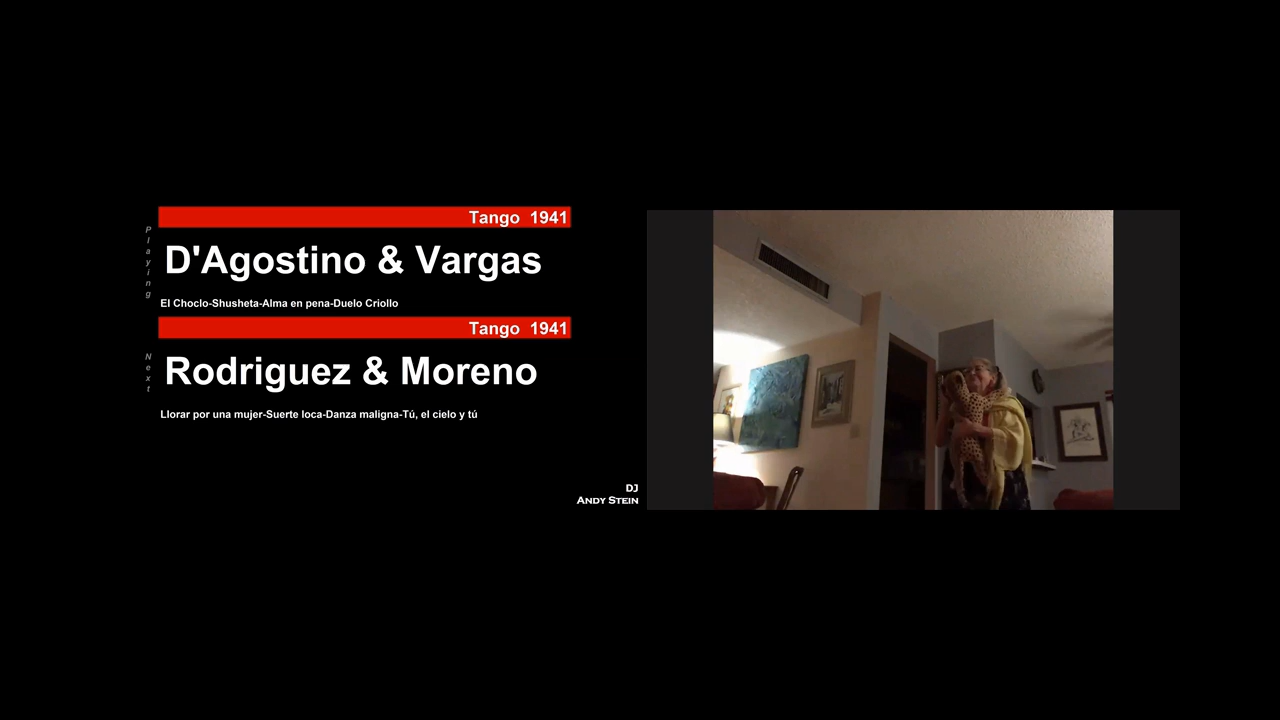 Playing
Tango 1941
D'Agostino & Vargas
El Choclo-Shusheta-Alma en pena-Duelo Criollo
Next
Tango 1941
Rodriguez & Moreno
Llorar por una mujer-Suerte loca-Danza maligna-Tú, el cielo y tú
DJ
Andy Stein